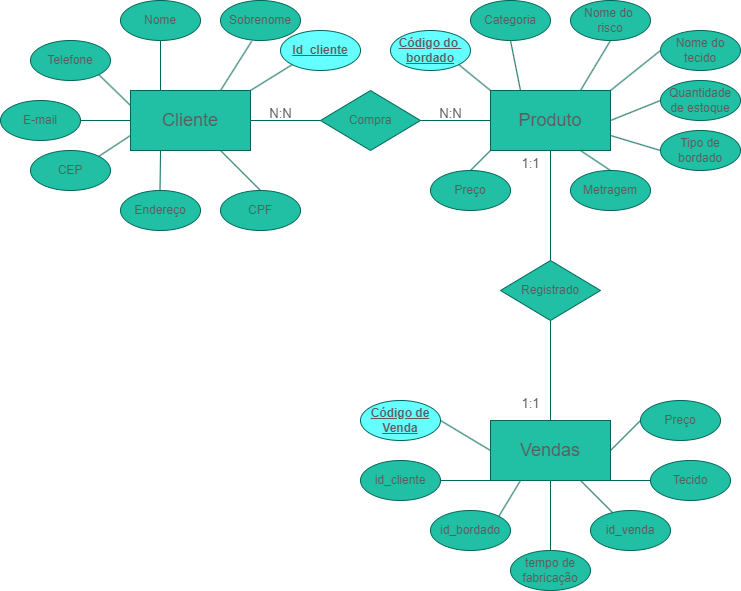 Nome
Sobrenome
Id_cliente
Telefone
E-mail
Cliente
CEP
Endereço
CPF
N:N
Compra
N:N
Código do
bordado
Categoria
Nome do
risco
Nome do
tecido
Quantidade
de estoque
Produto
Tipo de
bordado
Preço
1:1
Metragem
Registrado
1:1
Código de
Venda
Vendas
Preço
id_cliente
Tecido
id_bordado
id_venda
tempo de
fabricação